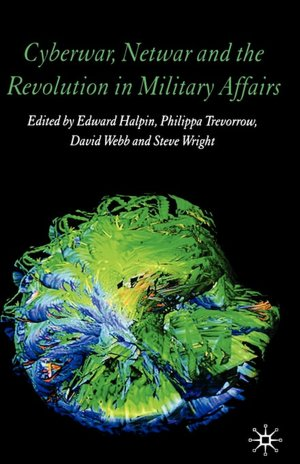 Cyberwar, Netwar and the
Revolution in Military Affairs
Edited by Edward Halpin, Philippa Trevorrow,
David Webb and Steve Wright